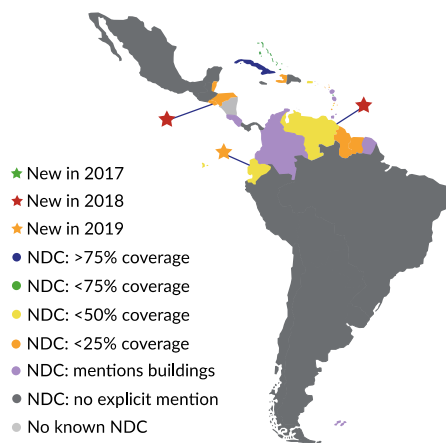 New in 2017
New in 2018
New in 2019
NDC: >75% coverage
NDC: <75% coverage
NDC: <50% coverage
NDC: <25% coverage
NDC: mentions buildings
NDC: no explicit mention
No known NDC